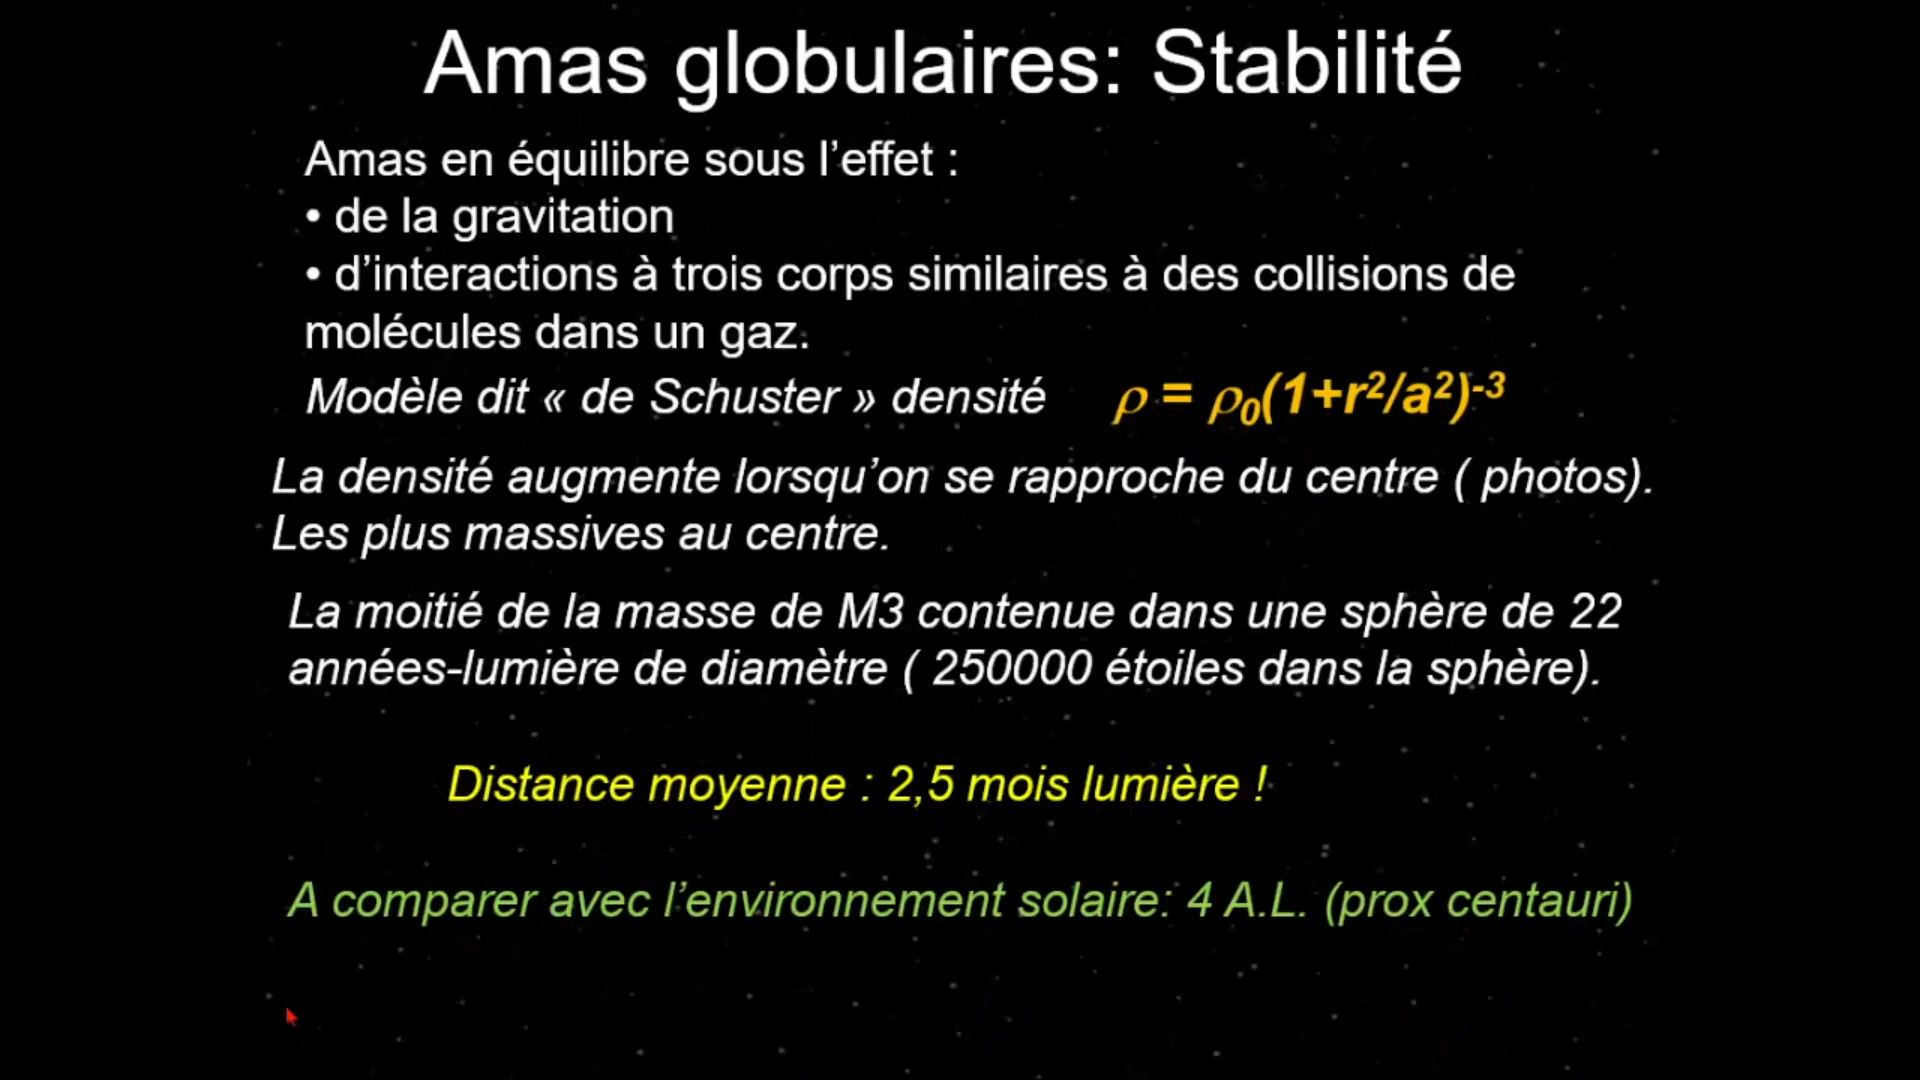 Amas globulaires: Stabilité
Amas en équilibre sous l’effet :
• de la gravitation
• d’interactions à trois corps similaires à des collisions de
molécules dans un gaz.
Modèle dit « de Schuster » densité ρ = ρ₀(1+r²/a²)⁻³
La densité augmente lorsqu’on se rapproche du centre ( photos).
Les plus massives au centre.
La moitié de la masse de M3 contenue dans une sphère de 22
années-lumière de diamètre ( 250000 étoiles dans la sphère).
Distance moyenne : 2,5 mois lumière !
A comparer avec l’environnement solaire: 4 A.L. (prox centauri)